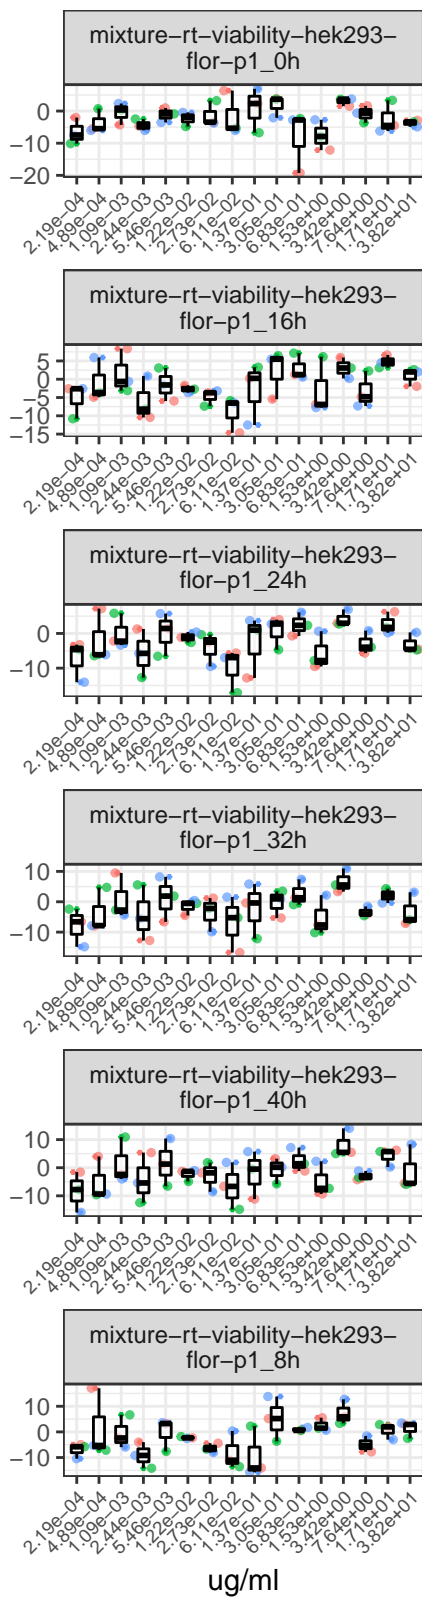 mixture−rt−viability−hek293−
flor−p1_0h
0
−10
−20
2.19e−04
4.89e−04
1.09e−03
2.44e−03
5.46e−03
1.22e−02
2.73e−02
6.11e−02
1.37e−01
3.05e−01
6.83e−01
1.53e+00
3.42e+00
7.64e+00
1.71e+01
3.82e+01
mixture−rt−viability−hek293−
flor−p1_16h
5
0
−5
−10
−15
2.19e−04
4.89e−04
1.09e−03
2.44e−03
5.46e−03
1.22e−02
2.73e−02
6.11e−02
1.37e−01
3.05e−01
6.83e−01
1.53e+00
3.42e+00
7.64e+00
1.71e+01
3.82e+01
mixture−rt−viability−hek293−
flor−p1_24h
0
−10
2.19e−04
4.89e−04
1.09e−03
2.44e−03
5.46e−03
1.22e−02
2.73e−02
6.11e−02
1.37e−01
3.05e−01
6.83e−01
1.53e+00
3.42e+00
7.64e+00
1.71e+01
3.82e+01
mixture−rt−viability−hek293−
flor−p1_32h
10
0
−10
2.19e−04
4.89e−04
1.09e−03
2.44e−03
5.46e−03
1.22e−02
2.73e−02
6.11e−02
1.37e−01
3.05e−01
6.83e−01
1.53e+00
3.42e+00
7.64e+00
1.71e+01
3.82e+01
mixture−rt−viability−hek293−
flor−p1_40h
10
0
−10
2.19e−04
4.89e−04
1.09e−03
2.44e−03
5.46e−03
1.22e−02
2.73e−02
6.11e−02
1.37e−01
3.05e−01
6.83e−01
1.53e+00
3.42e+00
7.64e+00
1.71e+01
3.82e+01
mixture−rt−viability−hek293−
flor−p1_8h
10
0
−10
2.19e−04
4.89e−04
1.09e−03
2.44e−03
5.46e−03
1.22e−02
2.73e−02
6.11e−02
1.37e−01
3.05e−01
6.83e−01
1.53e+00
3.42e+00
7.64e+00
1.71e+01
3.82e+01
ug/ml